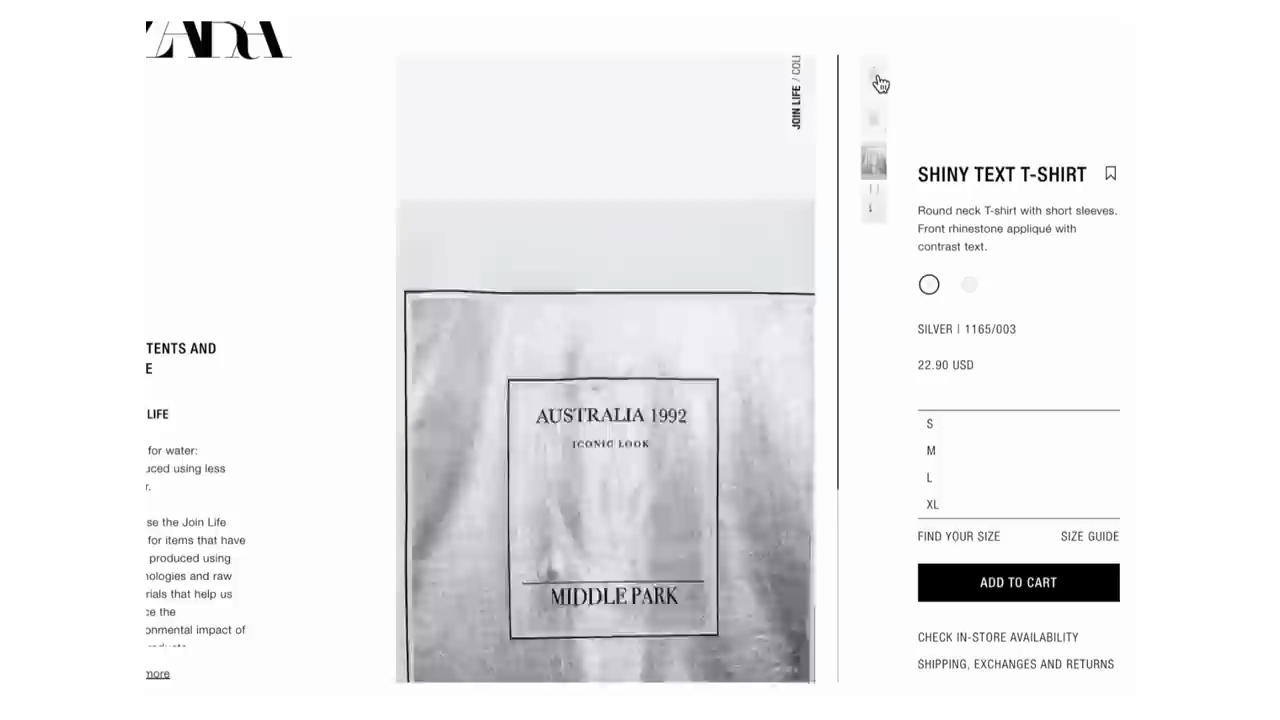 ZARA
TENTS AND
E
LIFE
for water:
uced using less
r.
se the Join Life
for items that have
produced using
nologies and raw
rials that help us
ce the
onmental impact of
more
JOIN LIFE / COLL
AUSTRALIA 1992
ICONIC LOOK
MIDDLE PARK
SHINY TEXT T-SHIRT
Round neck T-shirt with short sleeves.
Front rhinestone appliqué with
contrast text.
SILVER | 1165/003
22.90 USD
S
M
L
XL
FIND YOUR SIZE
SIZE GUIDE
ADD TO CART
CHECK IN-STORE AVAILABILITY
SHIPPING, EXCHANGES AND RETURNS